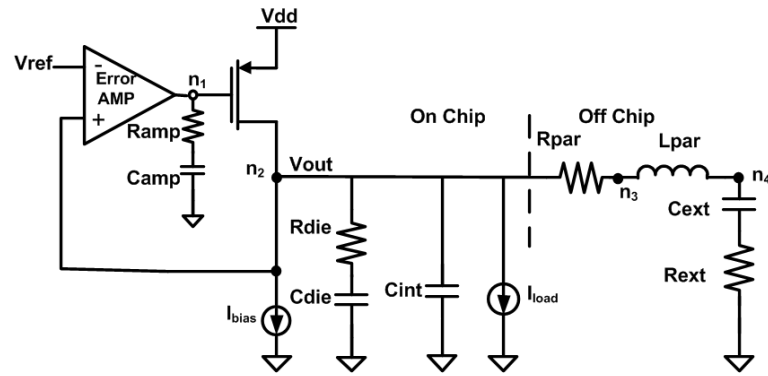 Vdd
Vref
-
Error
AMP
+
n1
Ramp
Camp
n2
Vout
On Chip
Off Chip
Rpar
Lpar
n3
n4
Cext
Rext
Rdie
Cdie
Cint
Iload
Ibias